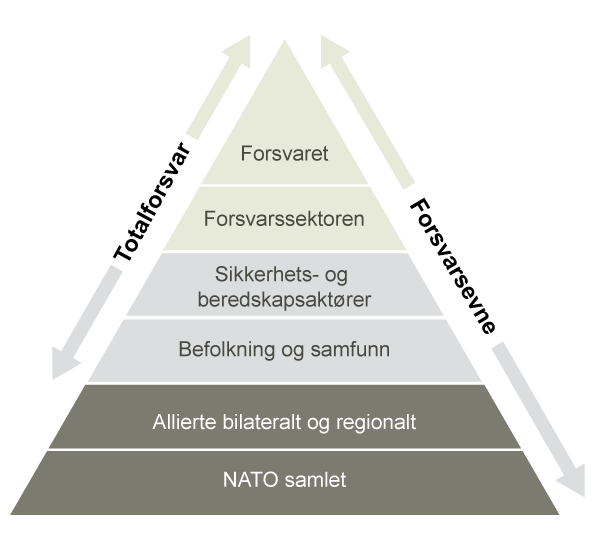 Totalforsvar
Forsvarsevne
Forsvaret
Forsvarssektoren
Sikkerhets- og
beredskapsaktører
Befolkning og samfunn
Allierte bilateralt og regionalt
NATO samlet